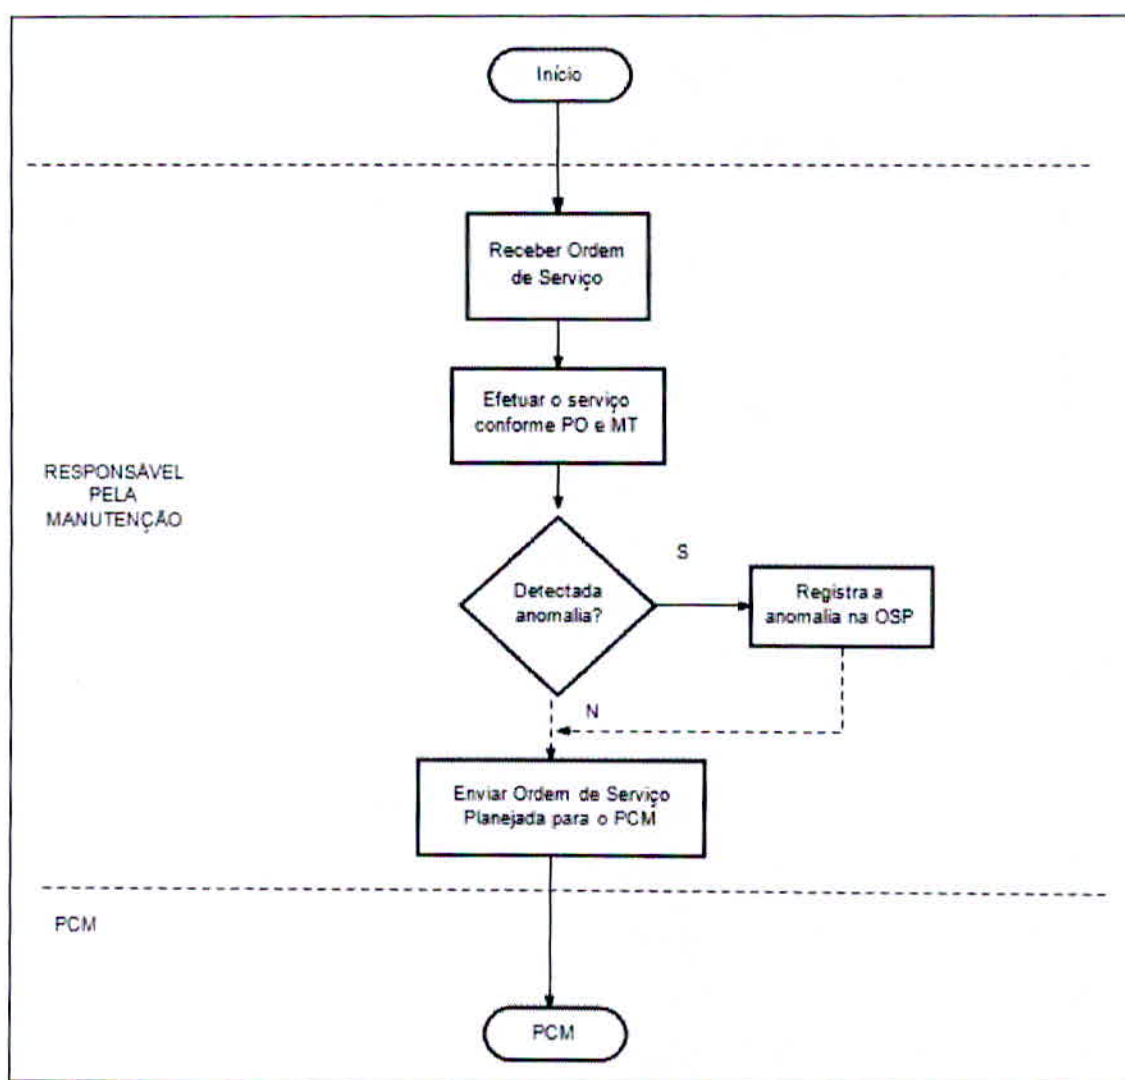 Início
Receber Ordem
de Serviço
Efetuar o serviço
conforme PO e MT
RESPONSÁVEL
PELA
MANUTENÇÃO
Detectada
anomalia?
S
Registra a
anomalia na OSP
N
Enviar Ordem de Serviço
Planejada para o PCM
PCM
PCM